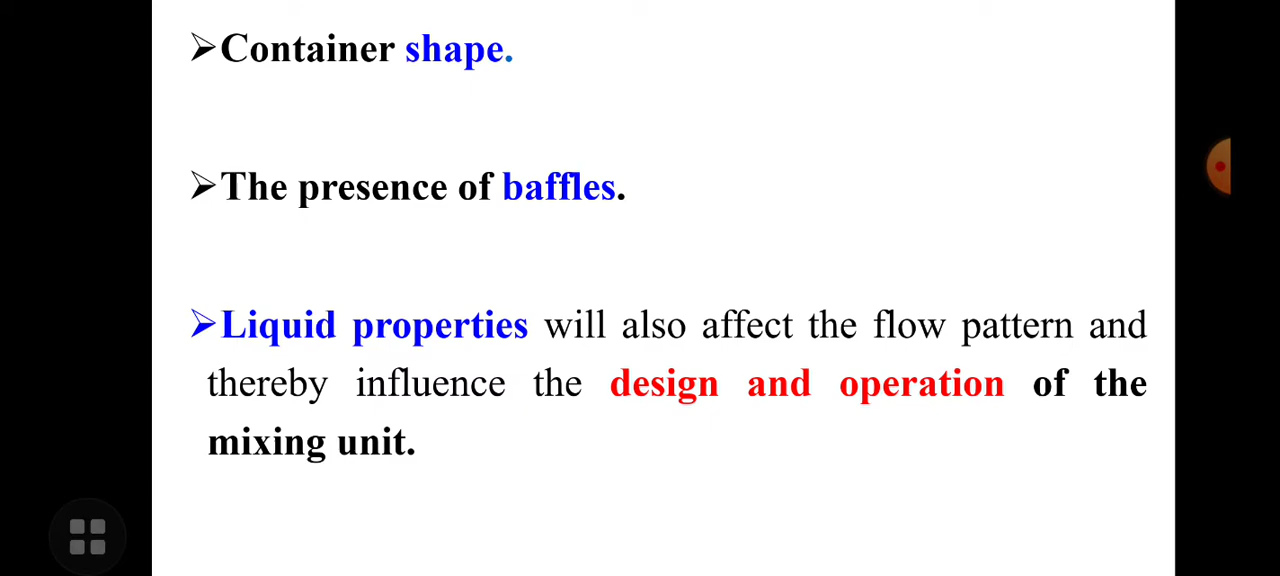 ➢Container shape.
➢The presence of baffles.
➢Liquid properties will also affect the flow pattern and
thereby influence the design and operation of the
mixing unit.